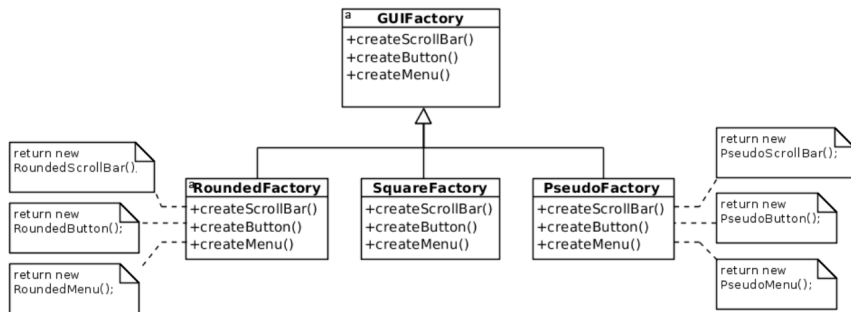 a
GUIFactory
+createScrollBar()
+createButton()
+createMenu()
return new
RoundedScrollBar().
return new
RoundedButton();
return new
RoundedMenu();
a
RoundedFactory
+createScrollBar()
+createButton()
+createMenu()
SquareFactory
+createScrollBar()
+createButton()
+createMenu()
PseudoFactory
+createScrollBar()
+createButton()
+createMenu()
return new
PseudoScrollBar();
return new
PseudoButton();
return new
PseudoMenu();